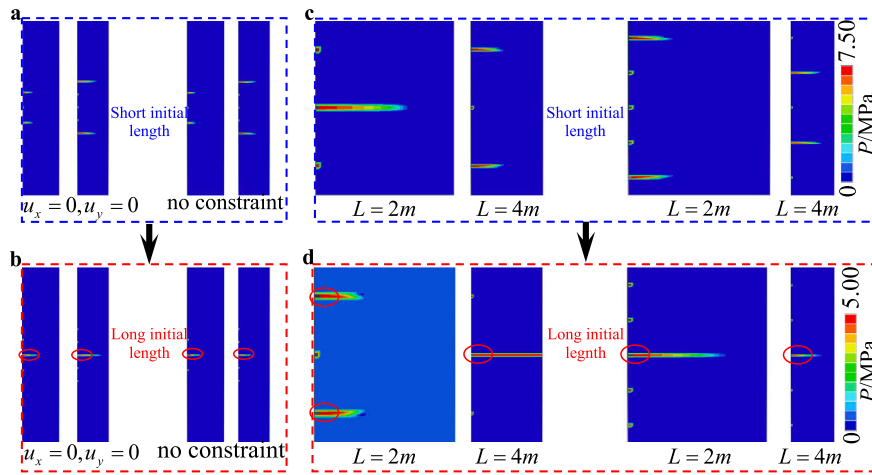 a
Short initial
length
u_x = 0, u_y = 0
no constraint
c
Short initial
length
L = 2m
L = 4m
L = 2m
L = 4m
7.50
P/MPa
0
b
Long initial
length
u_x = 0, u_y = 0
no constraint
d
Long initial
legnth
L = 2m
L = 4m
L = 2m
L = 4m
5.00
P/MPa
0